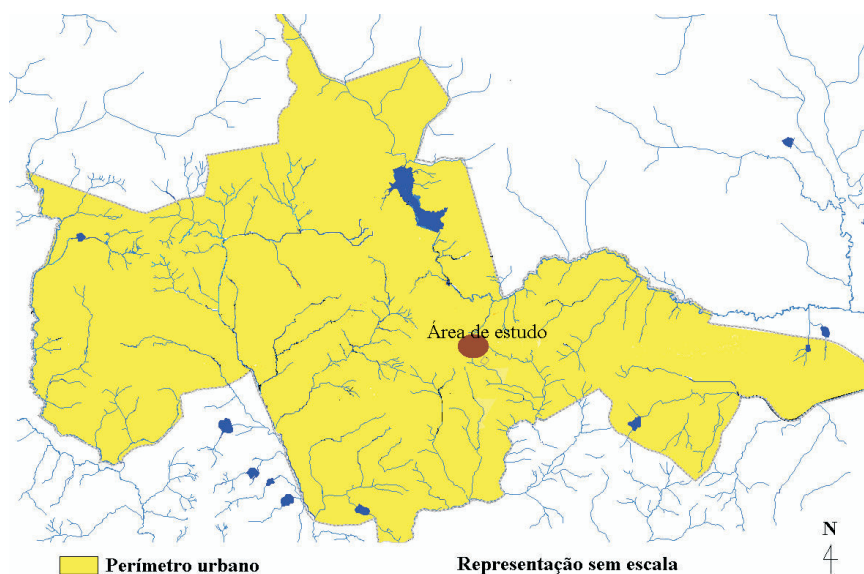 Área de estudo
N
Perímetro urbano
Representação sem escala